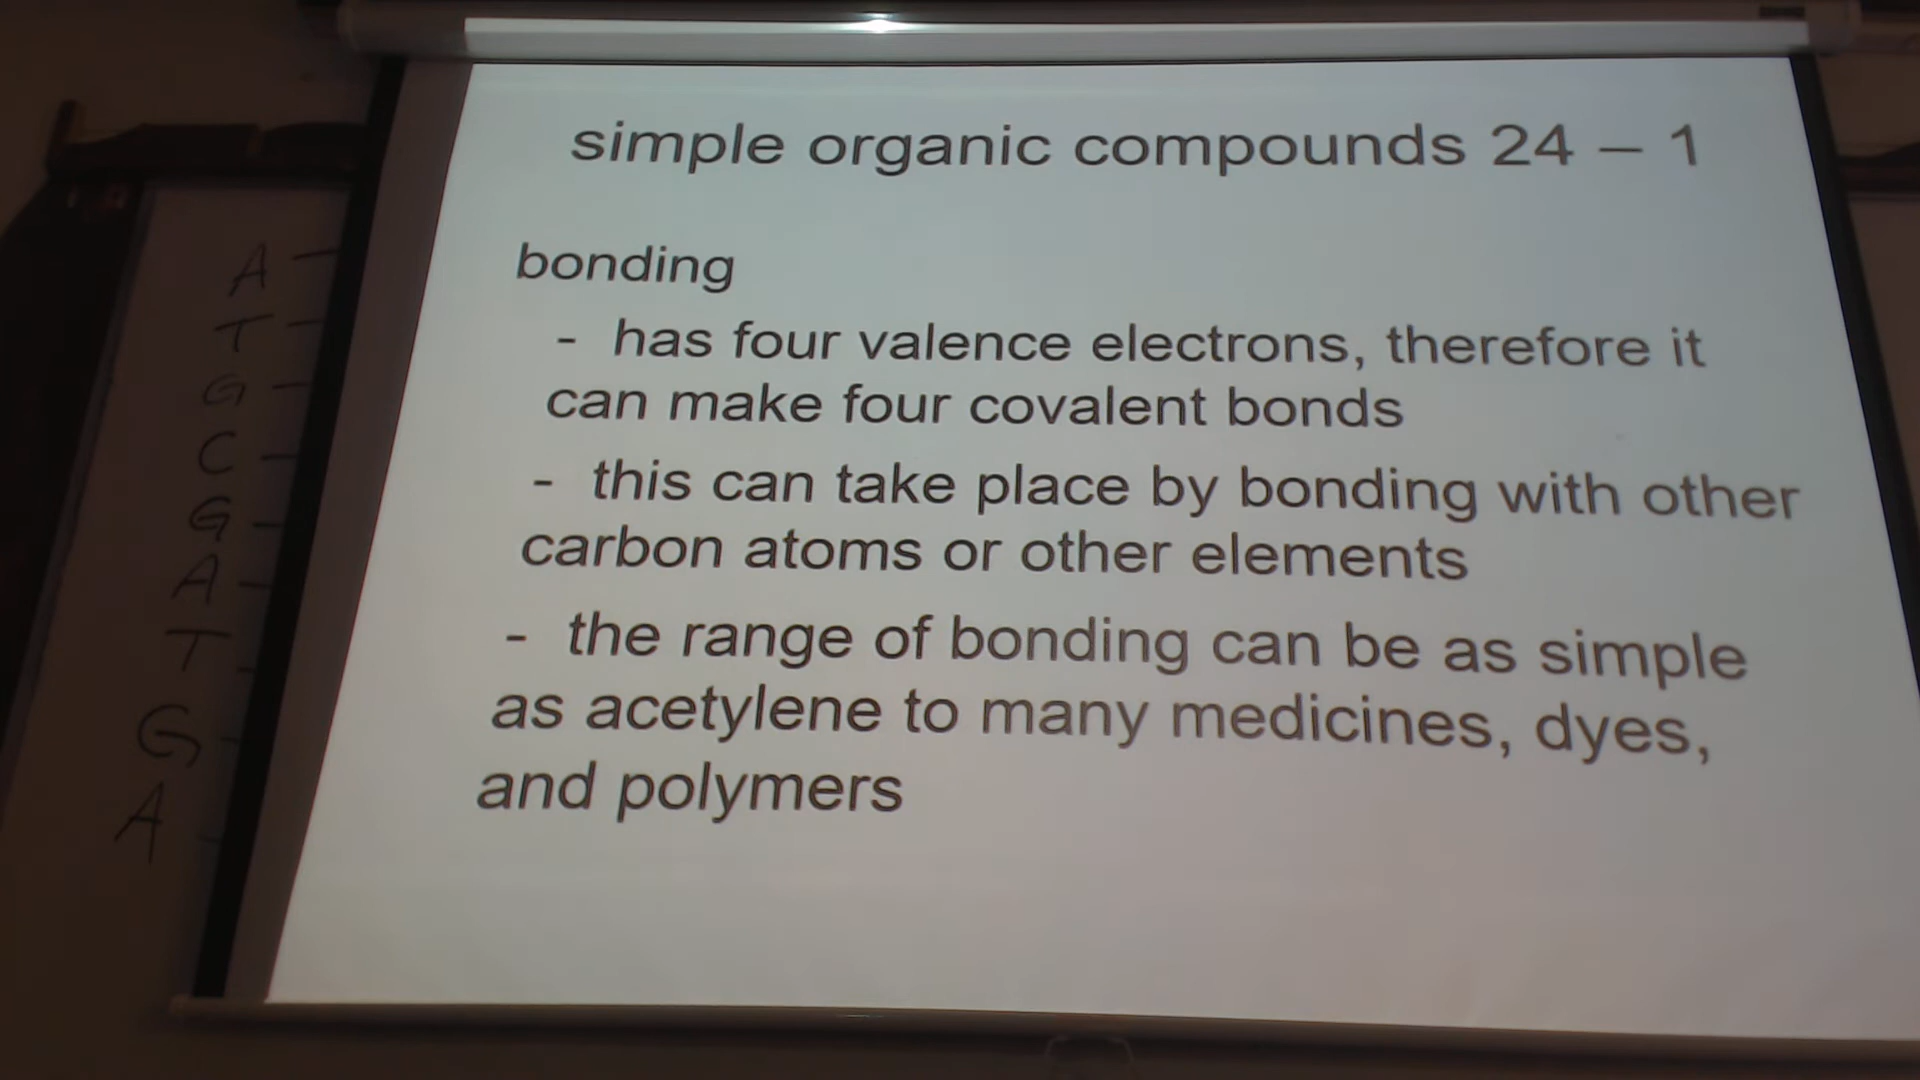 simple organic compounds 24 – 1
bonding
- has four valence electrons, therefore it
can make four covalent bonds
- this can take place by bonding with other
carbon atoms or other elements
- the range of bonding can be as simple
as acetylene to many medicines, dyes,
and polymers
A –
T –
G –
C –
G –
A –
T -
G -
A -